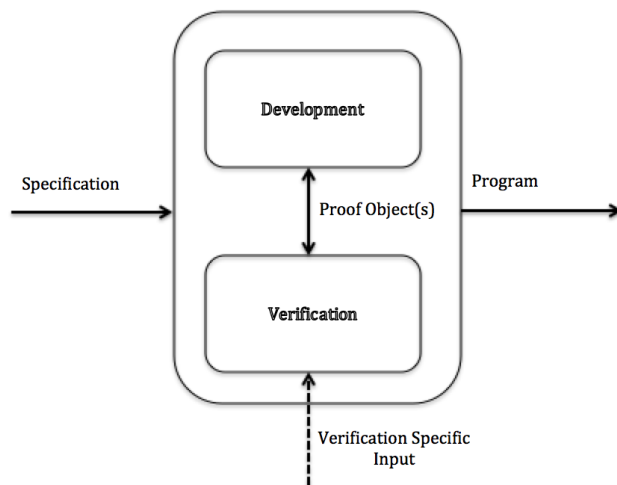 Development
Specification
Program
Proof Object(s)
Verification
Verification Specific
Input